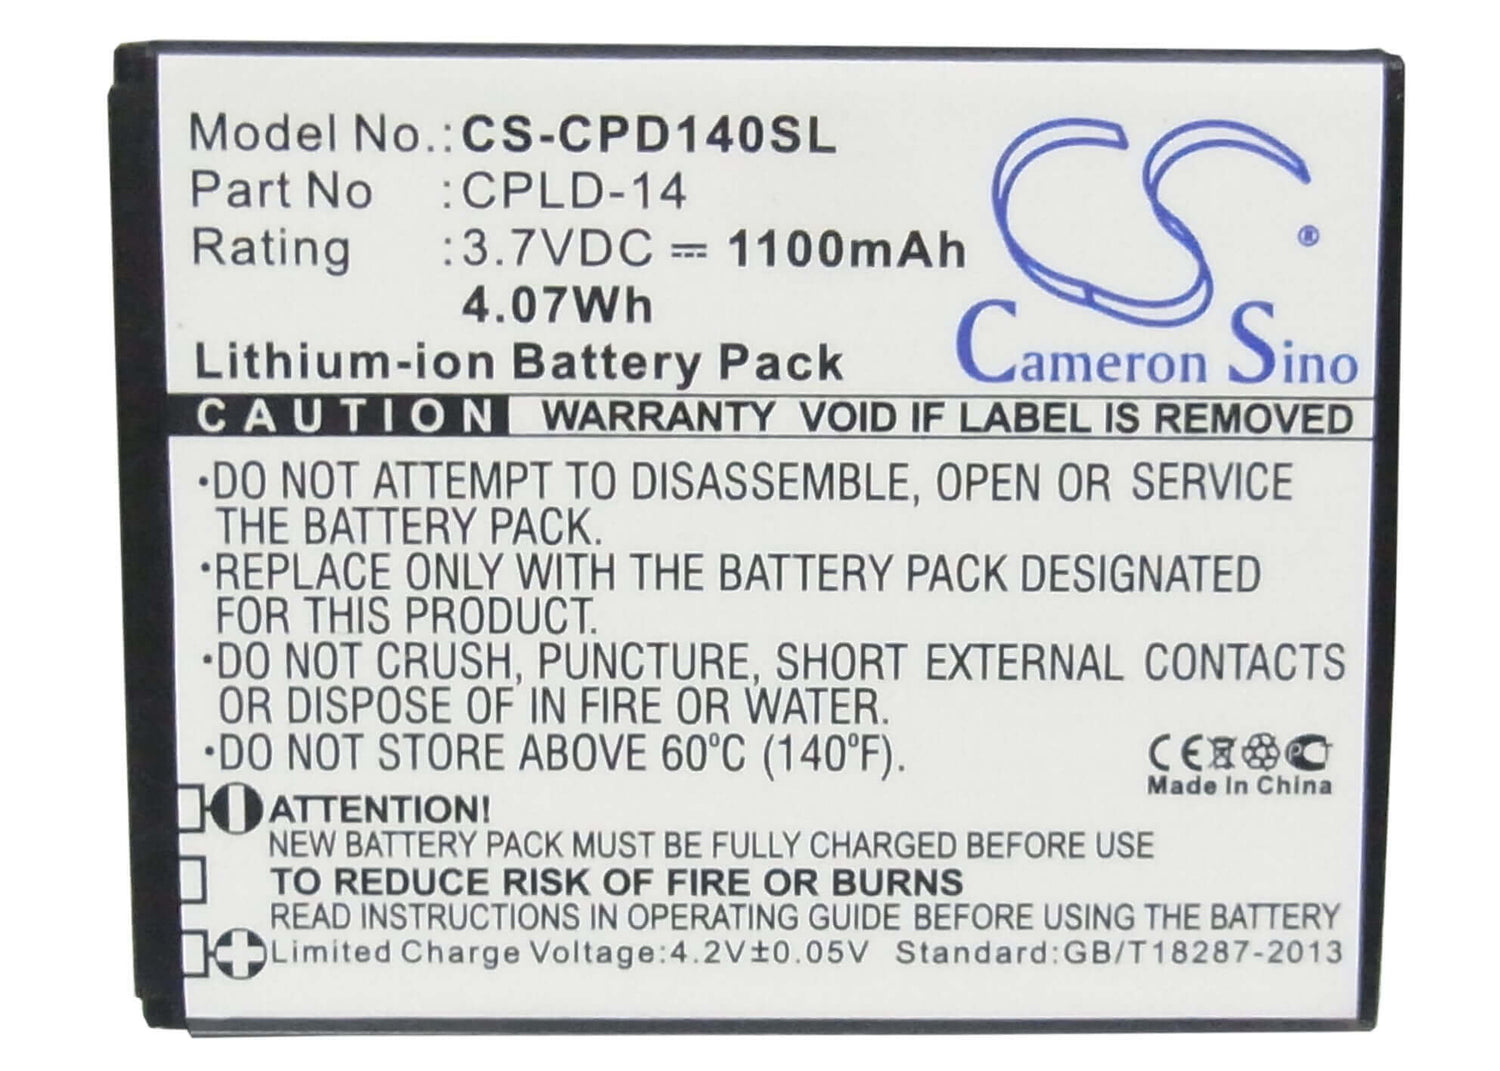 Model No.: CS-CPD140SL
Part No : CPLD-14
Rating : 3.7VDC ⎓ 1100mAh
4.07Wh
Lithium-ion Battery Pack
CS ®
Cameron Sino
CAUTION WARRANTY VOID IF LABEL IS REMOVED
·DO NOT ATTEMPT TO DISASSEMBLE, OPEN OR SERVICE
THE BATTERY PACK.
·REPLACE ONLY WITH THE BATTERY PACK DESIGNATED
FOR THIS PRODUCT.
·DO NOT CRUSH, PUNCTURE, SHORT EXTERNAL CONTACTS
OR DISPOSE OF IN FIRE OR WATER.
·DO NOT STORE ABOVE 60°C (140°F).
CE
Made In China
ATTENTION!
NEW BATTERY PACK MUST BE FULLY CHARGED BEFORE USE
TO REDUCE RISK OF FIRE OR BURNS
READ INSTRUCTIONS IN OPERATING GUIDE BEFORE USING THE BATTERY
Limited Charge Voltage:4.2V±0.05V Standard:GB/T18287-2013